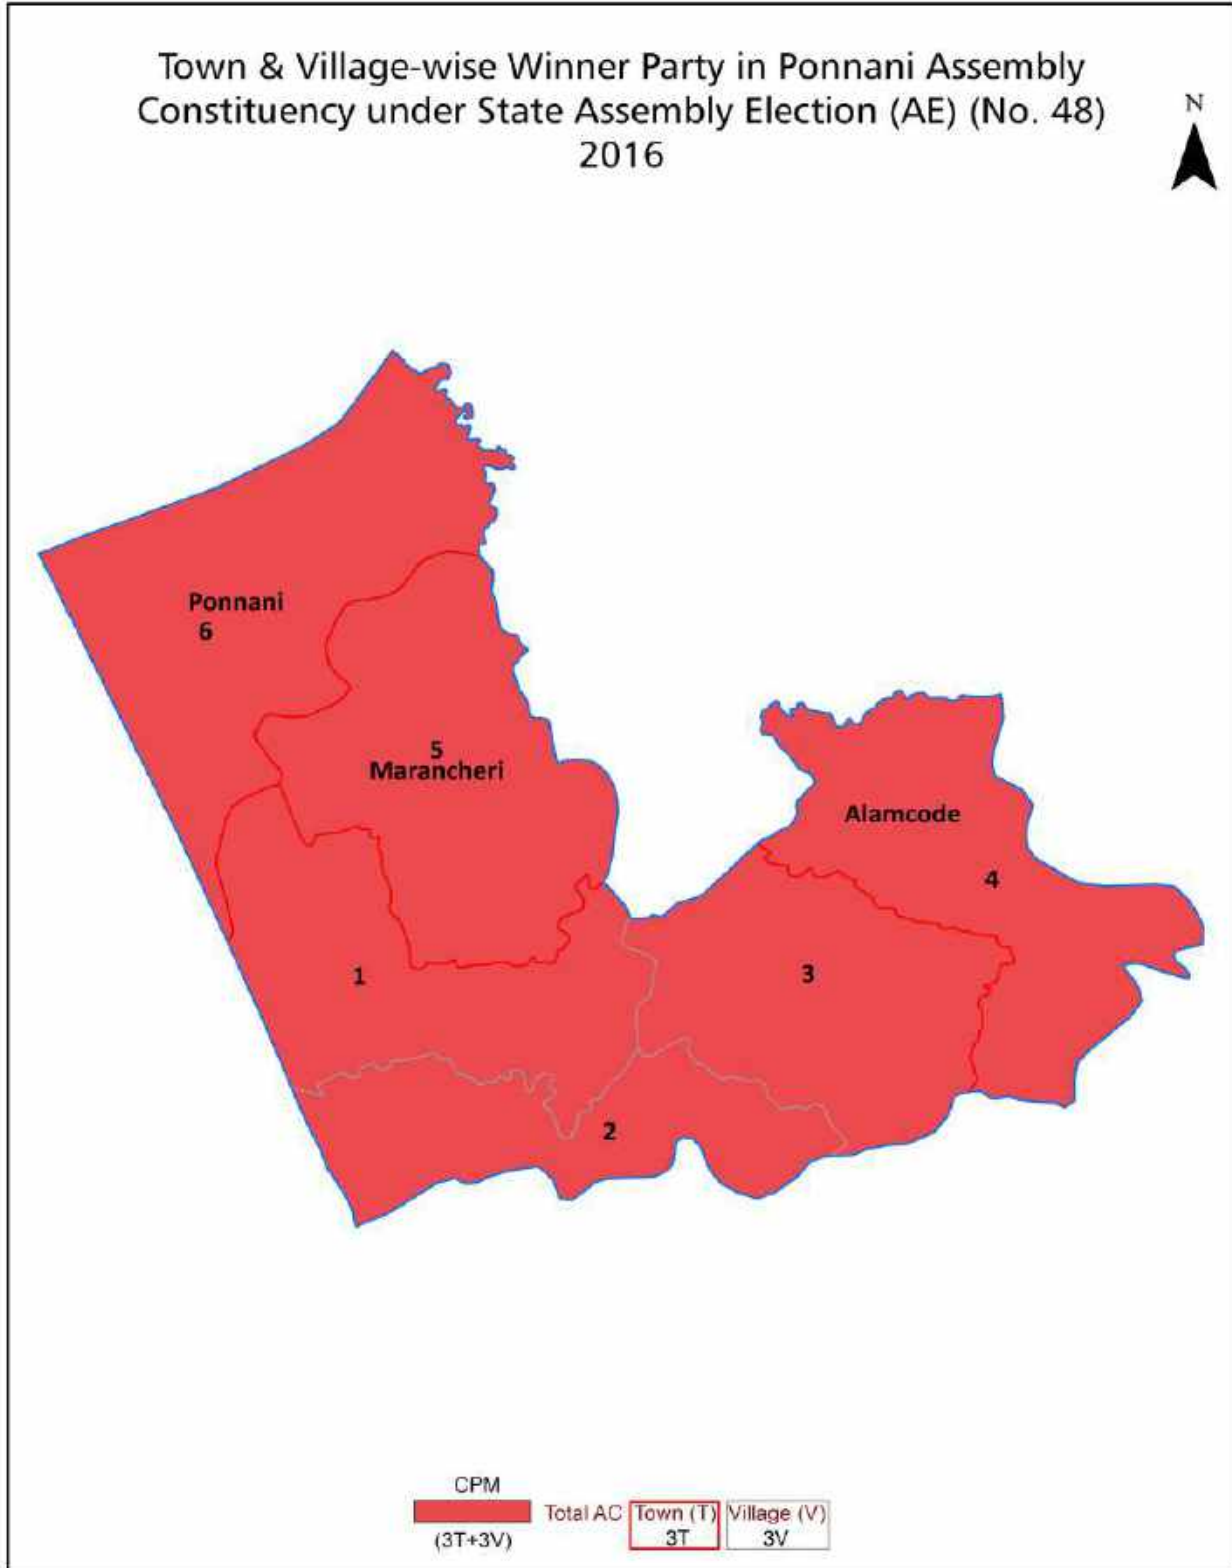 Town & Village-wise Winner Party in Ponnani Assembly
Constituency under State Assembly Election (AE) (No. 48)
2016
N
Ponnani
6
5
Marancheri
Alamcode
4
1
3
2
CPM
Total AC
(3T+3V)
Town (T)
3T
Village (V)
3V